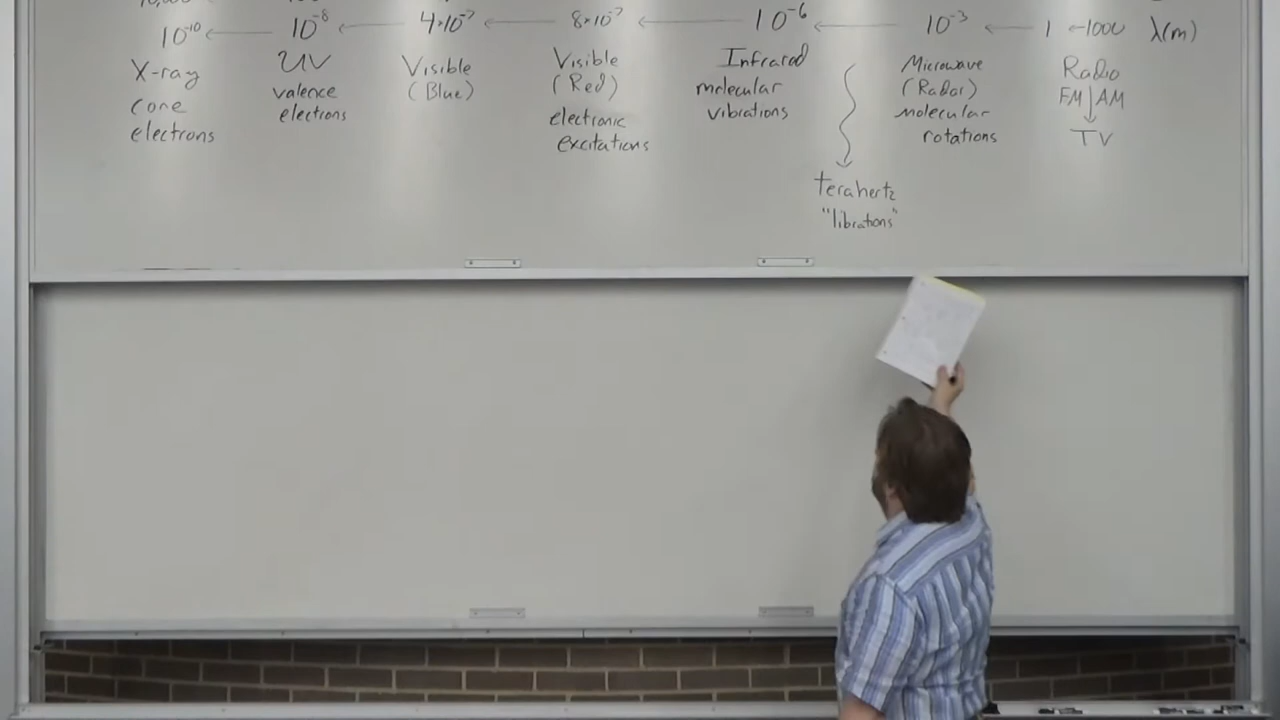 10⁻¹⁰ ← 10⁻⁸ ← 4×10⁻⁷ ← 8×10⁻⁷ ← 10⁻⁶ ← 10⁻³ ← 1 ←1000 λ(m)
X-ray
core
electrons
UV
valence
electrons
Visible
(Blue)
Visible
(Red)
electronic
excitations
Infrared
molecular
vibrations
terahertz
"librations"
Microwave
(Radar)
molecular
rotations
Radio
FM↓AM
TV